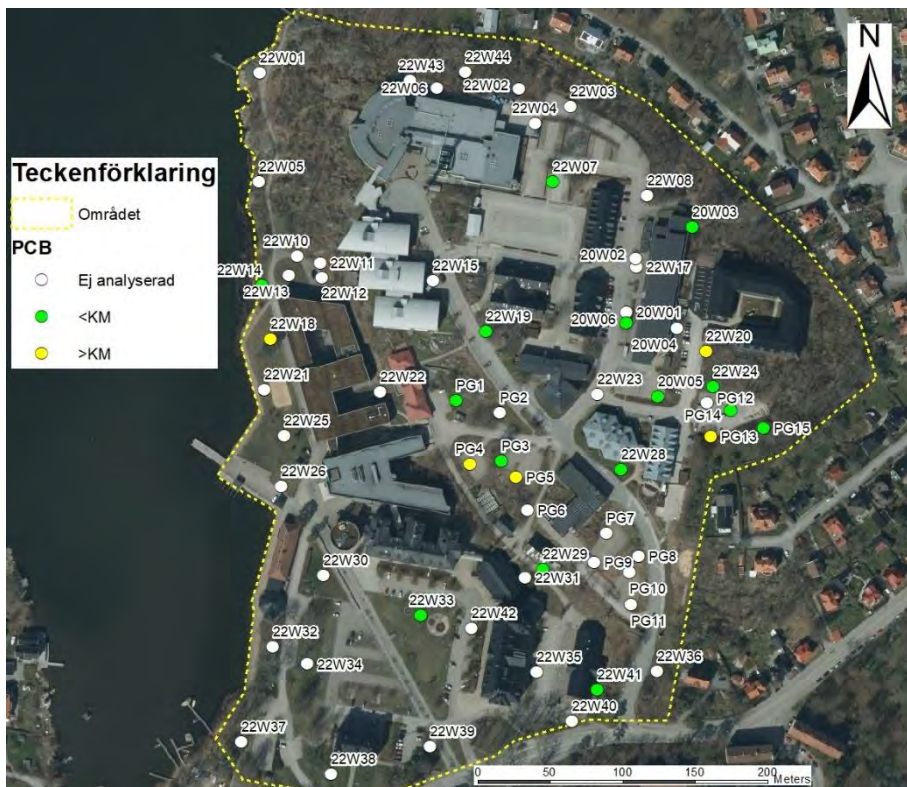 22W01
22W43
22W44
22W06
22W02
22W03
22W04
N
Teckenförklaring
Området
PCB
Ej analyserad
<KM
>KM
22W05
22W07
22W08
20W03
22W10
22W11
20W02
22W17
22W14
22W13
22W12
22W15
20W01
20W06
20W04
22W18
22W19
22W20
22W21
22W22
22W23
20W05
22W24
PG1
PG2
PG12
PG14
PG13
PG15
22W25
PG4
PG3
PG5
22W28
22W26
PG6
PG7
PG9
PG8
22W30
22W29
22W31
PG10
PG11
22W33
22W42
22W32
22W34
22W35
22W36
22W41
22W37
22W39
22W40
22W38
0 50 100 150 200
Meters